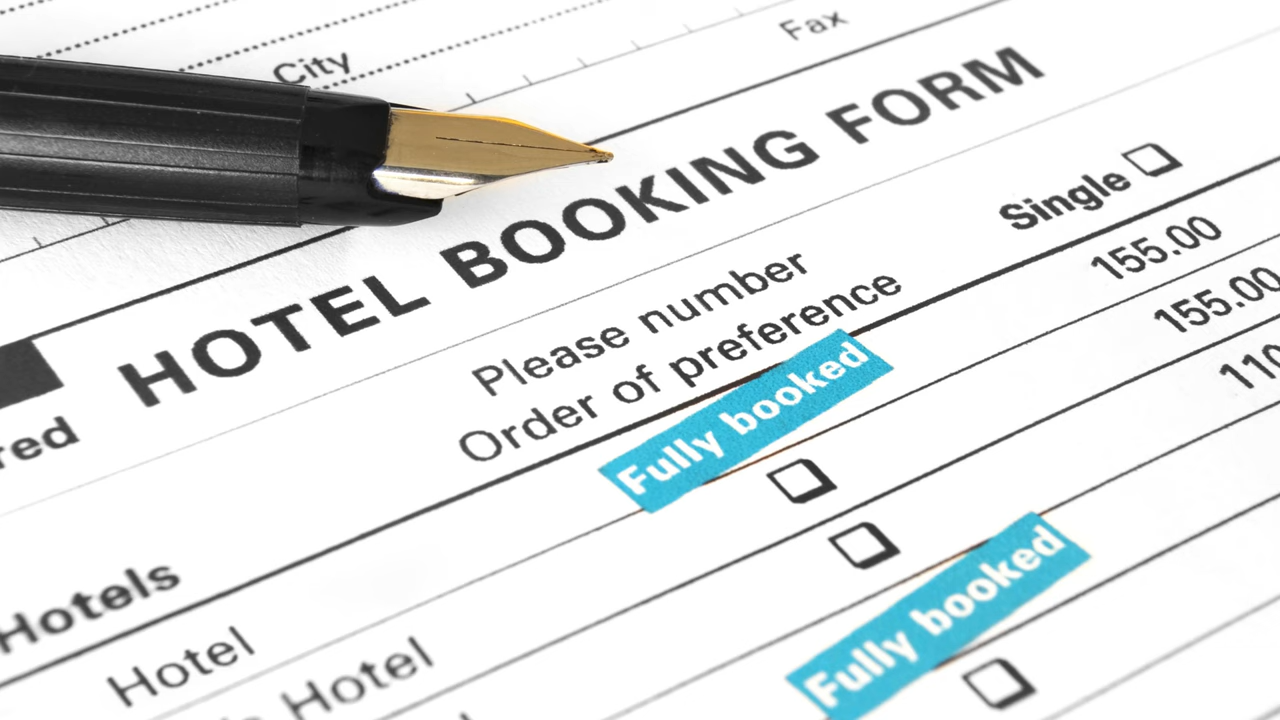 City
Fax
HOTEL BOOKING FORM
Please number
Order of preference
Single
Hotels
Fully booked
155.00
Hotel
155.00
Hotel
110
Fully booked